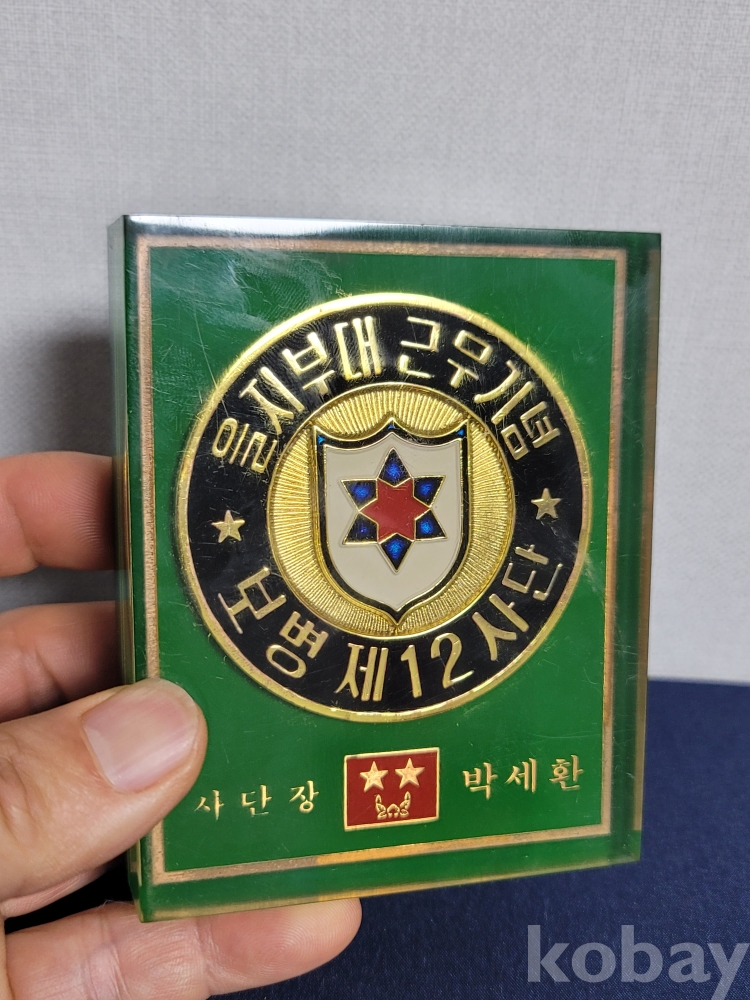 을지부대 근무기념
보병 제12사단
사단장 박세환
kobay